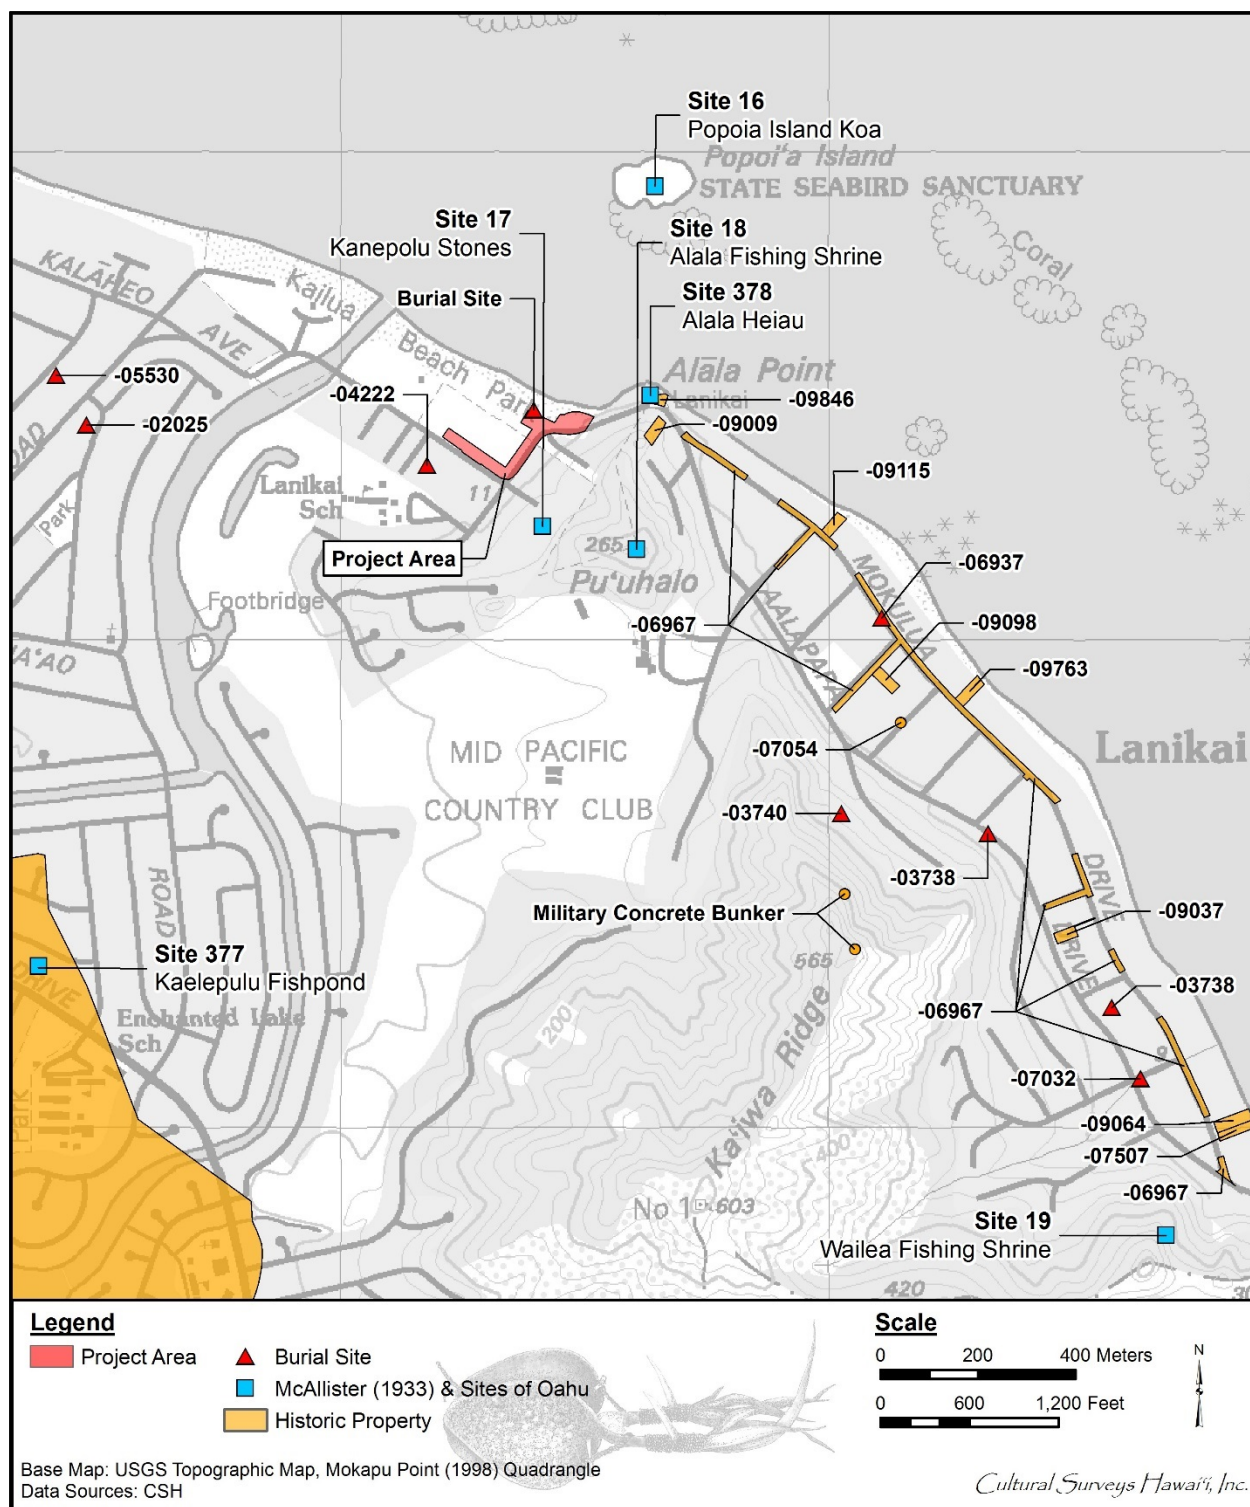 Site 16
Popoia Island Koa
Popoi'a Island
STATE SEABIRD SANCTUARY
Site 17
Kanepolu Stones
Site 18
Alala Fishing Shrine
Coral
KALAHEO
AVE
Kailua
Beach Park
Burial Site
Site 378
Alala Heiau
Alāla Point
Lanikai
-05530
-02025
-04222
-09846
-09009
-09115
ROAD
Park
Lanikai
Sch
11
Project Area
265
Pu'uhalo
Footbridge
-06967
AALAPAPA
MOKULUA
-06937
-09098
-09763
-07054
Lanikai
MID PACIFIC
COUNTRY CLUB
-03740
-03738
DRIVE
DRIVE
Military Concrete Bunker
565
-09037
ROAD
DRIVE
Site 377
Kaelepulu Fishpond
Enchanted Lake
Sch
Park
200
Ka'iwa Ridge
400
-06967
-03738
9
-07032
-09064
-07507
-06967
No 1
603
Site 19
Wailea Fishing Shrine
420
Legend
Project Area
Burial Site
McAllister (1933) & Sites of Oahu
Historic Property
Scale
0 200 400 Meters
0 600 1,200 Feet
N
Base Map: USGS Topographic Map, Mokapu Point (1998) Quadrangle
Data Sources: CSH
Cultural Surveys Hawai'i, Inc.